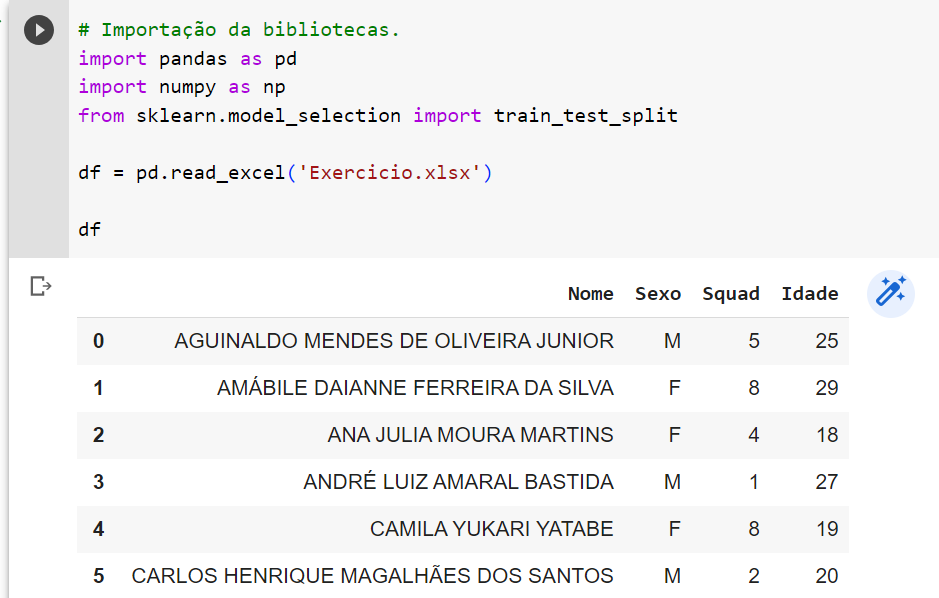 # Importação da bibliotecas.
import pandas as pd
import numpy as np
from sklearn.model_selection import train_test_split
df = pd.read_excel('Exercicio.xlsx')
df
Nome Sexo Squad Idade
0 AGUINALDO MENDES DE OLIVEIRA JUNIOR M 5 25
1 AMÁBILE DAIANNE FERREIRA DA SILVA F 8 29
2 ANA JULIA MOURA MARTINS F 4 18
3 ANDRÉ LUIZ AMARAL BASTIDA M 1 27
4 CAMILA YUKARI YATABE F 8 19
5 CARLOS HENRIQUE MAGALHÃES DOS SANTOS M 2 20